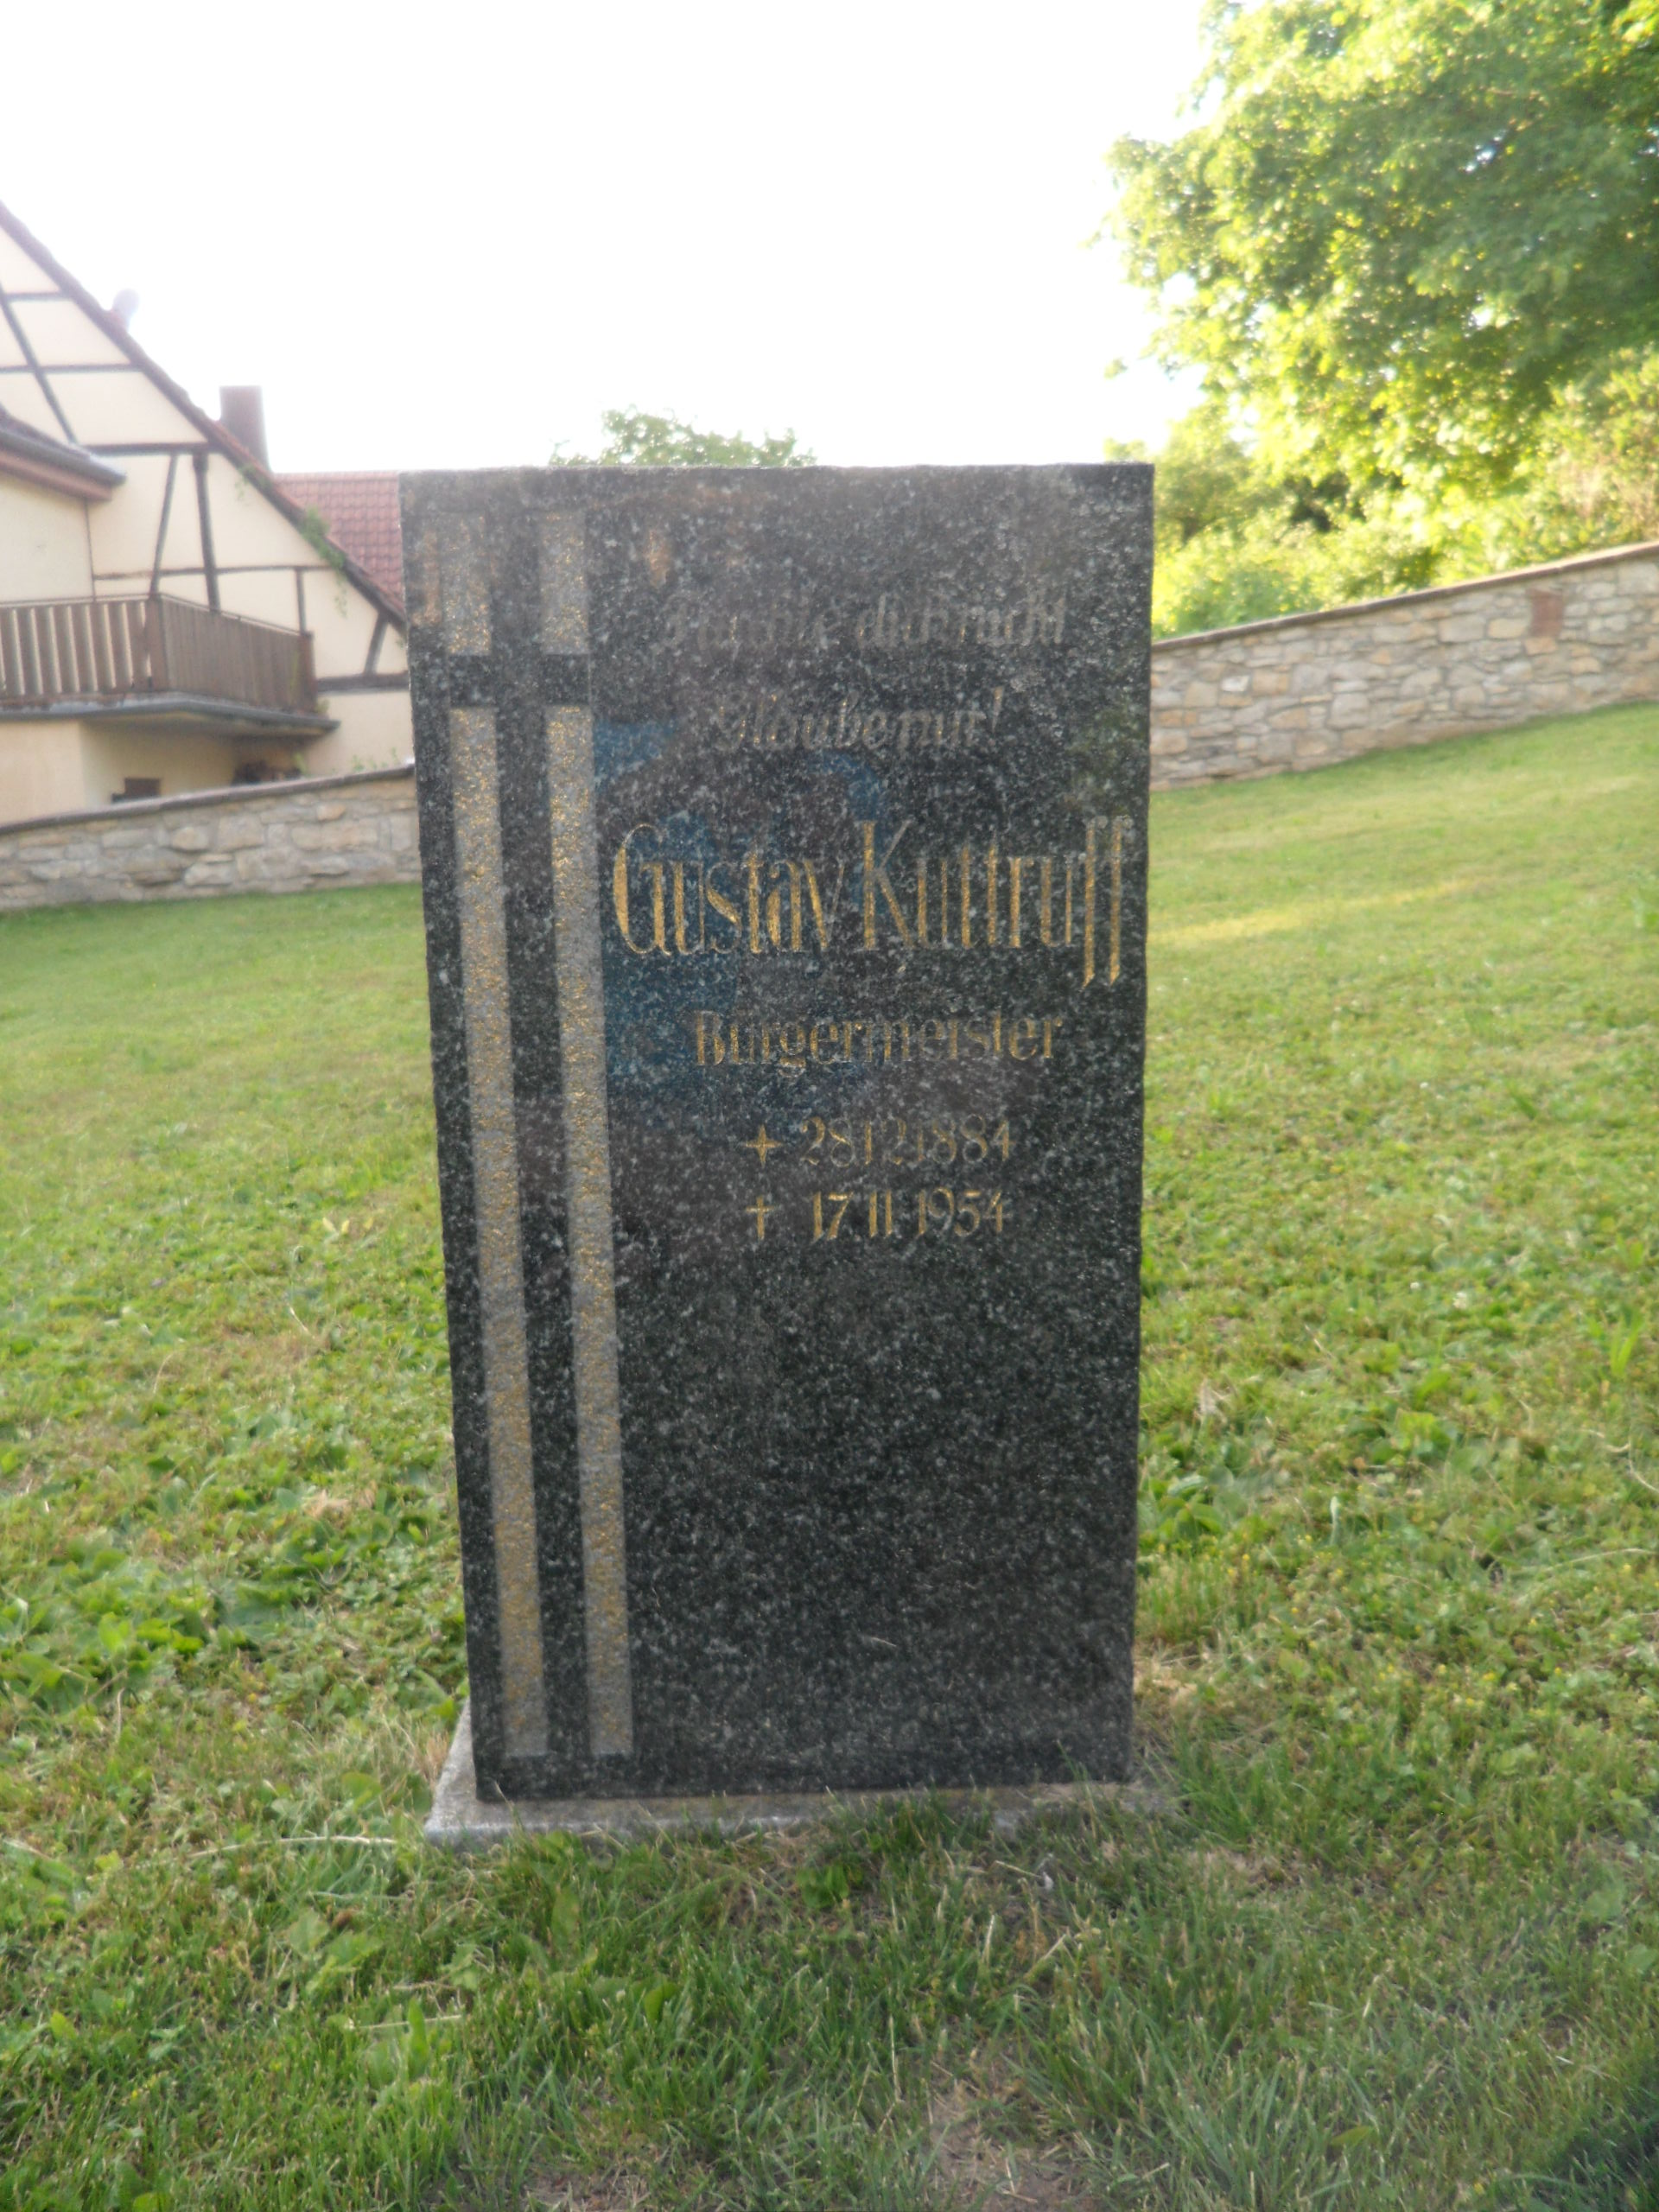 Fürchte dich nicht
Glaube nur!
Gustav Kuttruff
Bürgermeister
+ 28.12.1884
† 17.11.1954